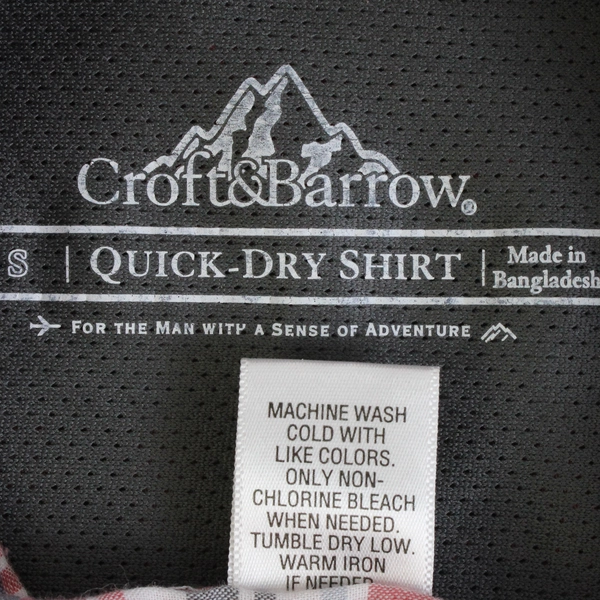 Croft&Barrow®
S | QUICK-DRY SHIRT | Made in Bangladesh
FOR THE MAN WITH A SENSE OF ADVENTURE
MACHINE WASH
COLD WITH
LIKE COLORS.
ONLY NON-
CHLORINE BLEACH
WHEN NEEDED.
TUMBLE DRY LOW.
WARM IRON
IF NEEDED